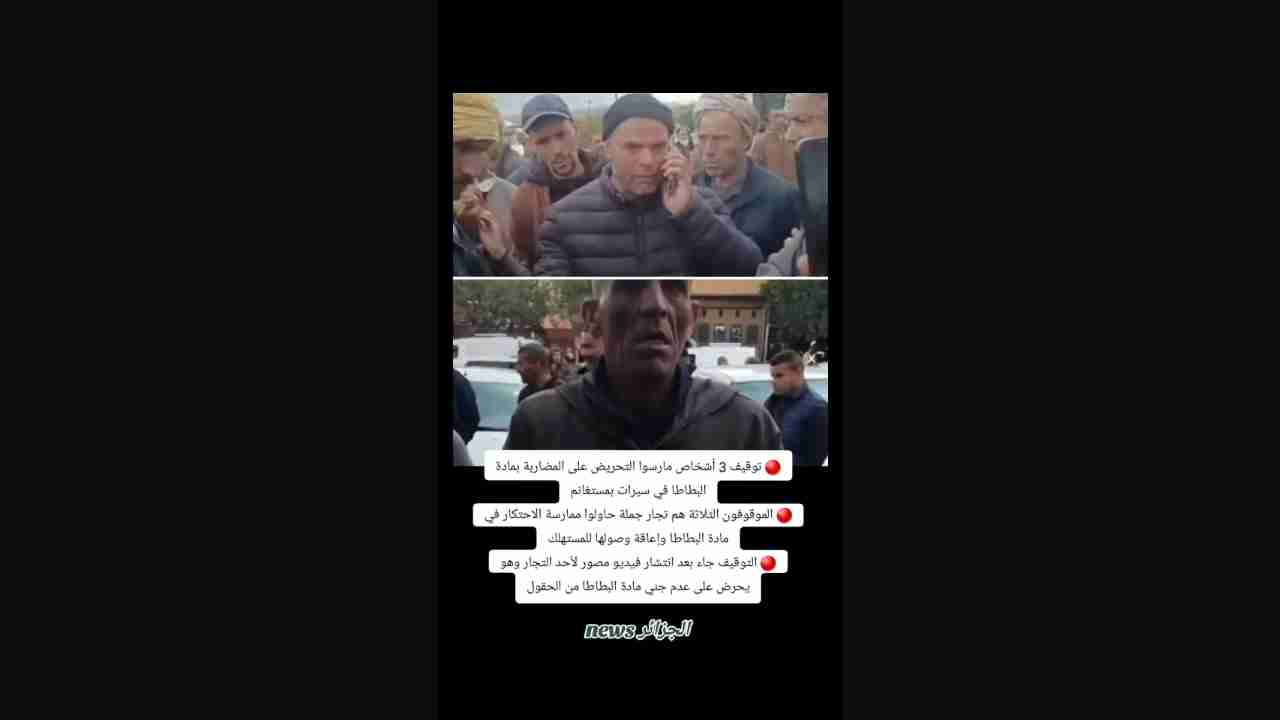 🔴 توقيف 3 أشخاص مارسوا التحريض على المضاربة بمادة
البطاطا في سيرات بمستغانم
🔴 الموقوفون الثلاثة هم تجار جملة حاولوا ممارسة الاحتكار في
مادة البطاطا وإعاقة وصولها للمستهلك
🔴 التوقيف جاء بعد انتشار فيديو مصور لأحد التجار وهو
يحرض على عدم جني مادة البطاطا من الحقول
الجزائر news